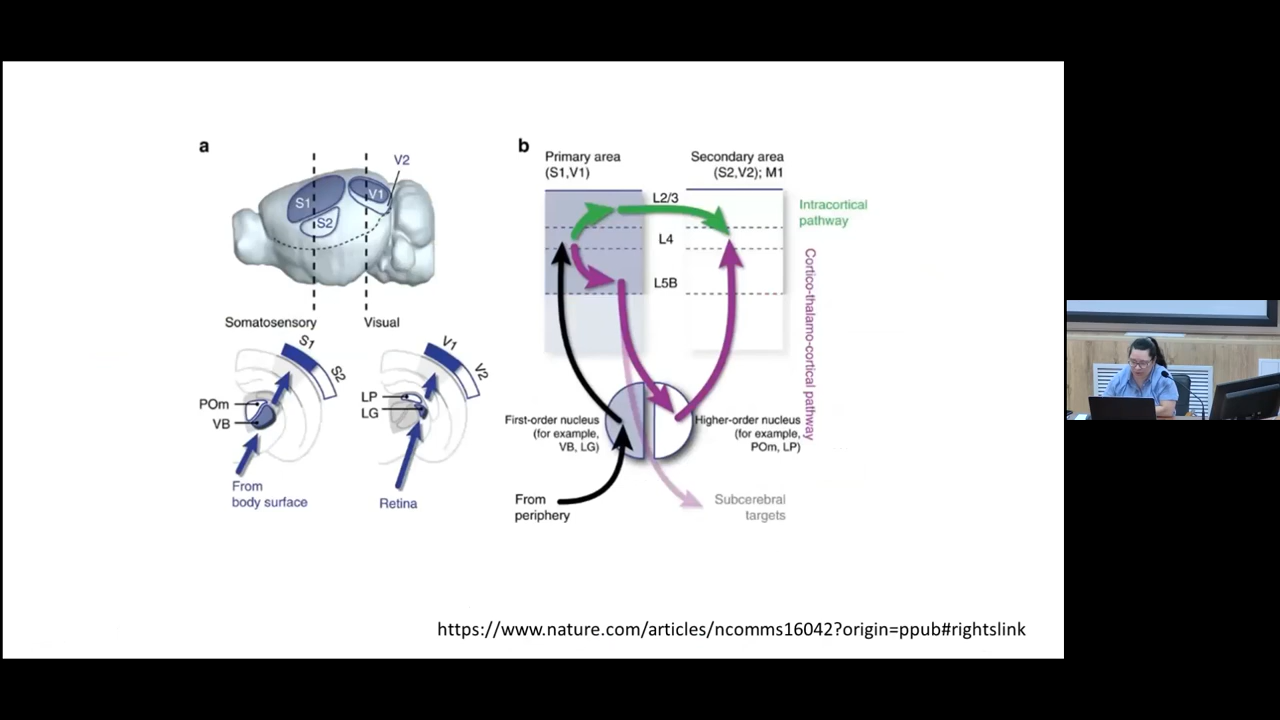 a
V2
S1
V1
S2
Somatosensory
Visual
S1
S2
POm
VB
From
body surface
V1
V2
LP
LG
Retina
b
Primary area
(S1,V1)
Secondary area
(S2,V2); M1
L2/3
L4
L5B
Intracortical
pathway
Cortico-thalamo-cortical pathway
First-order nucleus
(for example,
VB, LG)
Higher-order nucleus
(for example,
POm, LP)
From
periphery
Subcerebral
targets
https://www.nature.com/articles/ncomms16042?origin=ppub#rightslink